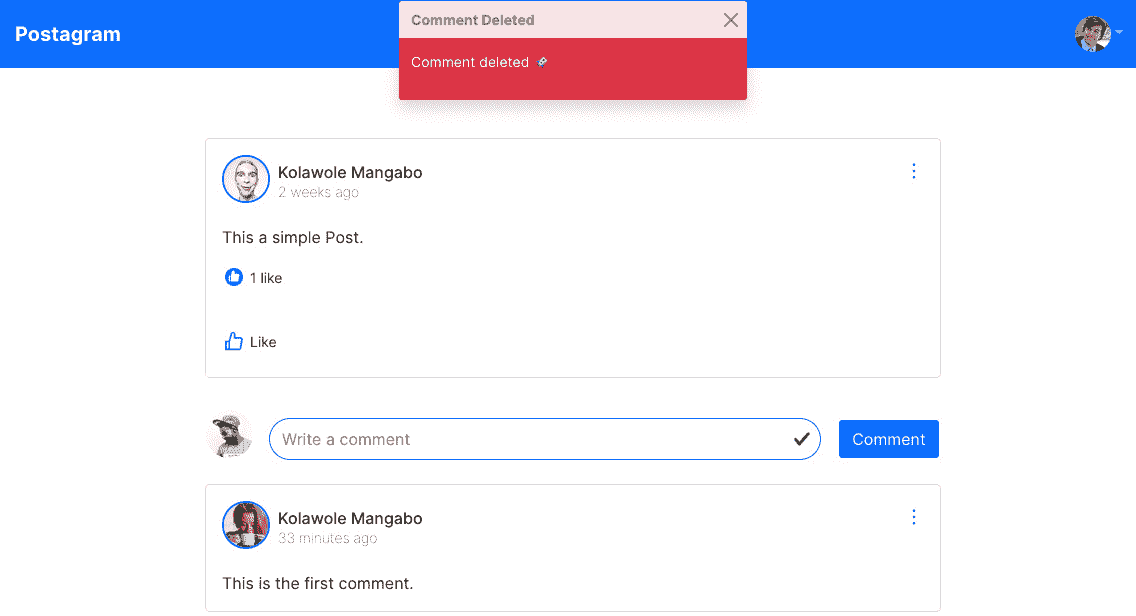 Postagram
Comment Deleted
Comment deleted 🚀
Kolawole Mangabo
2 weeks ago
This a simple Post.
1 like
Like
Write a comment
Comment
Kolawole Mangabo
33 minutes ago
This is the first comment.